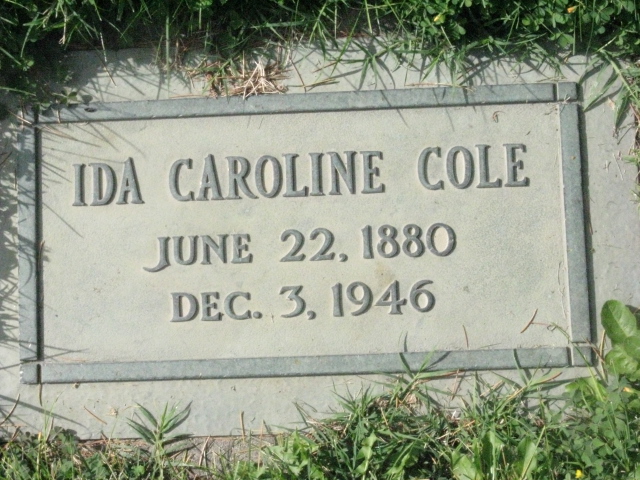 IDA CAROLINE COLE
JUNE 22, 1880
DEC. 3, 1946